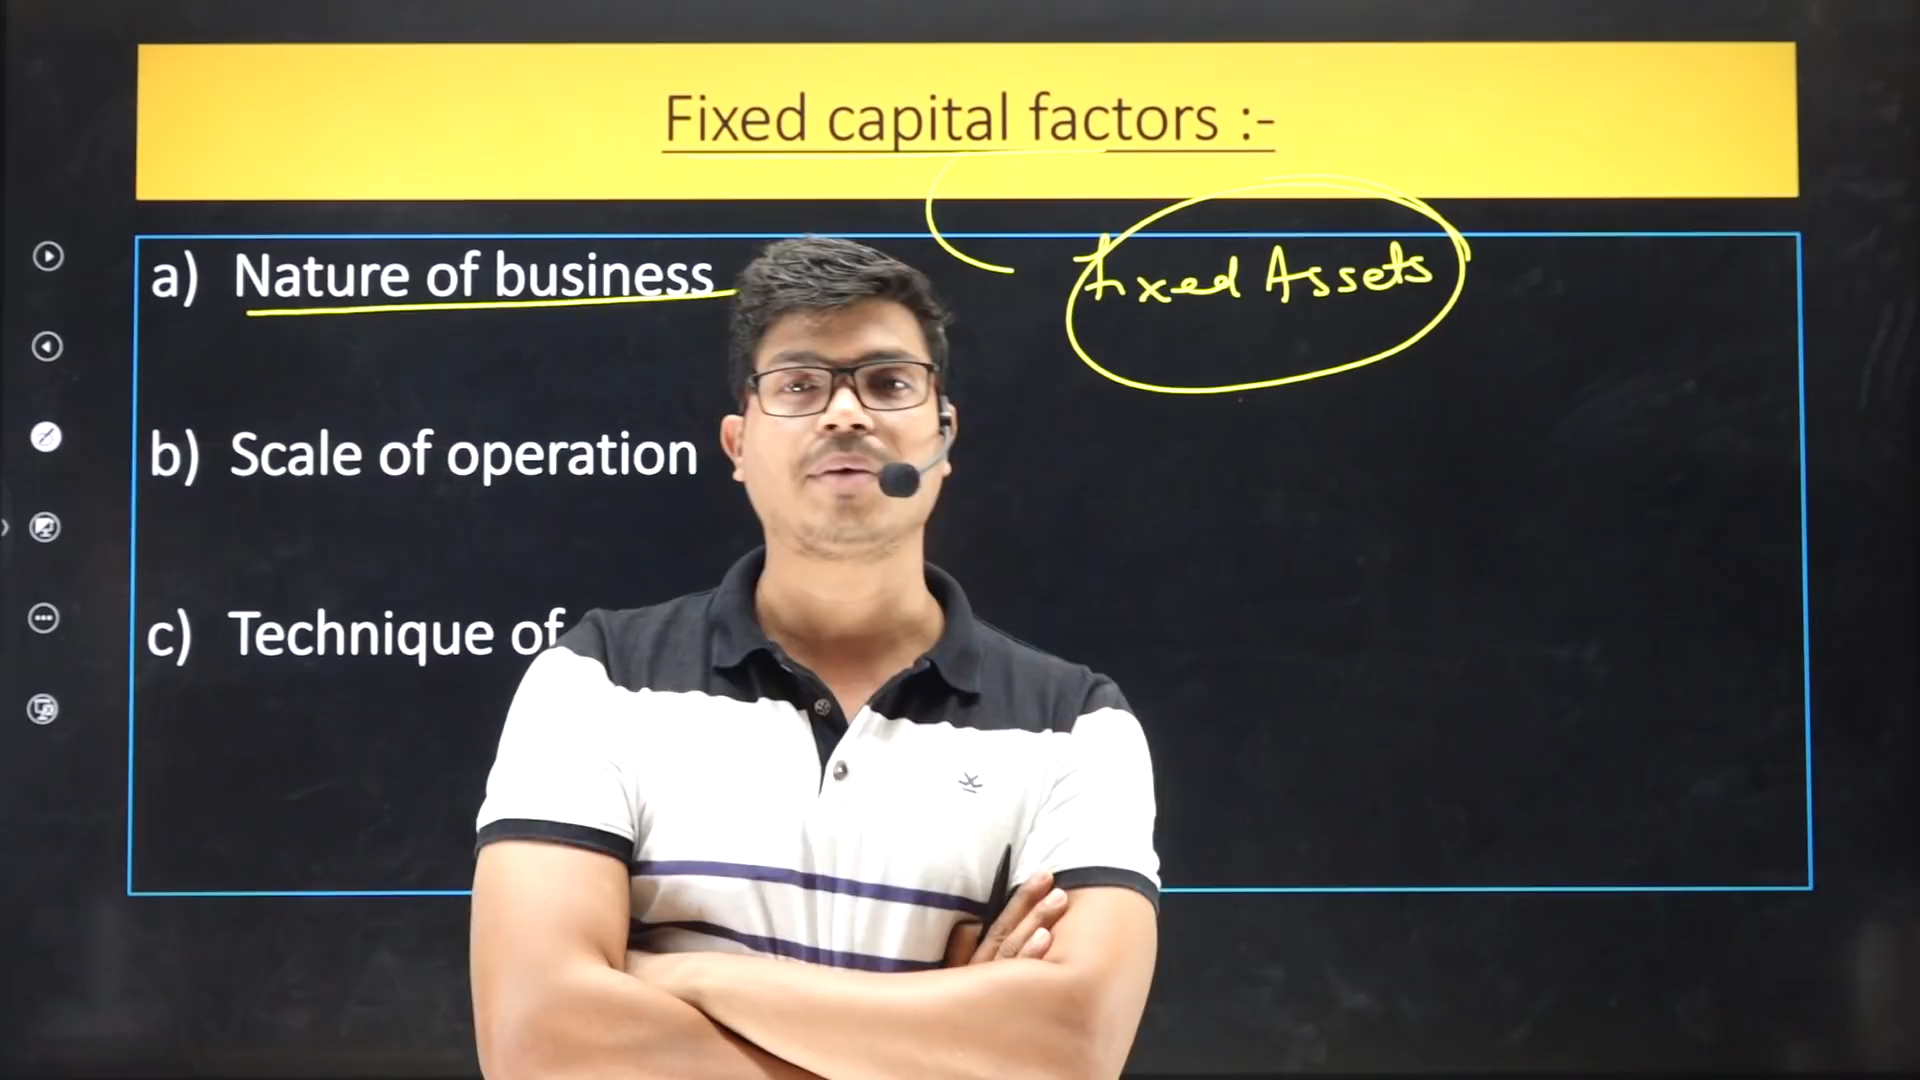 Fixed capital factors :-
a) Nature of business
Fixed Assets
b) Scale of operation
c) Technique of